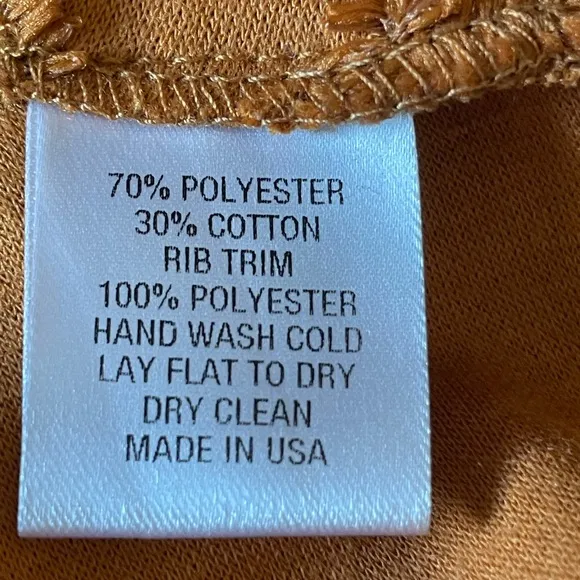 70% POLYESTER
30% COTTON
RIB TRIM
100% POLYESTER
HAND WASH COLD
LAY FLAT TO DRY
DRY CLEAN
MADE IN USA